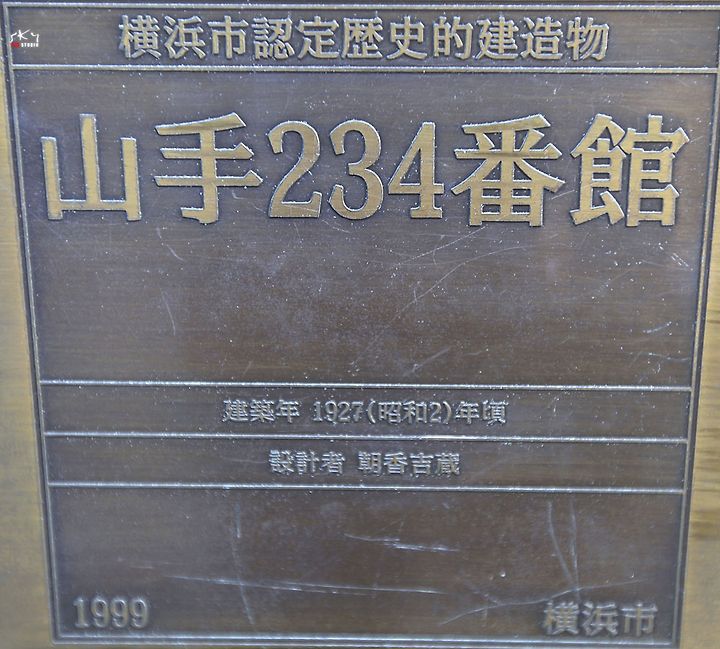 SKY
STUDIO
横浜市認定歴史的建造物
山手234番館
建築年 1927(昭和2)年頃
設計者 朝香吉蔵
1999 横浜市